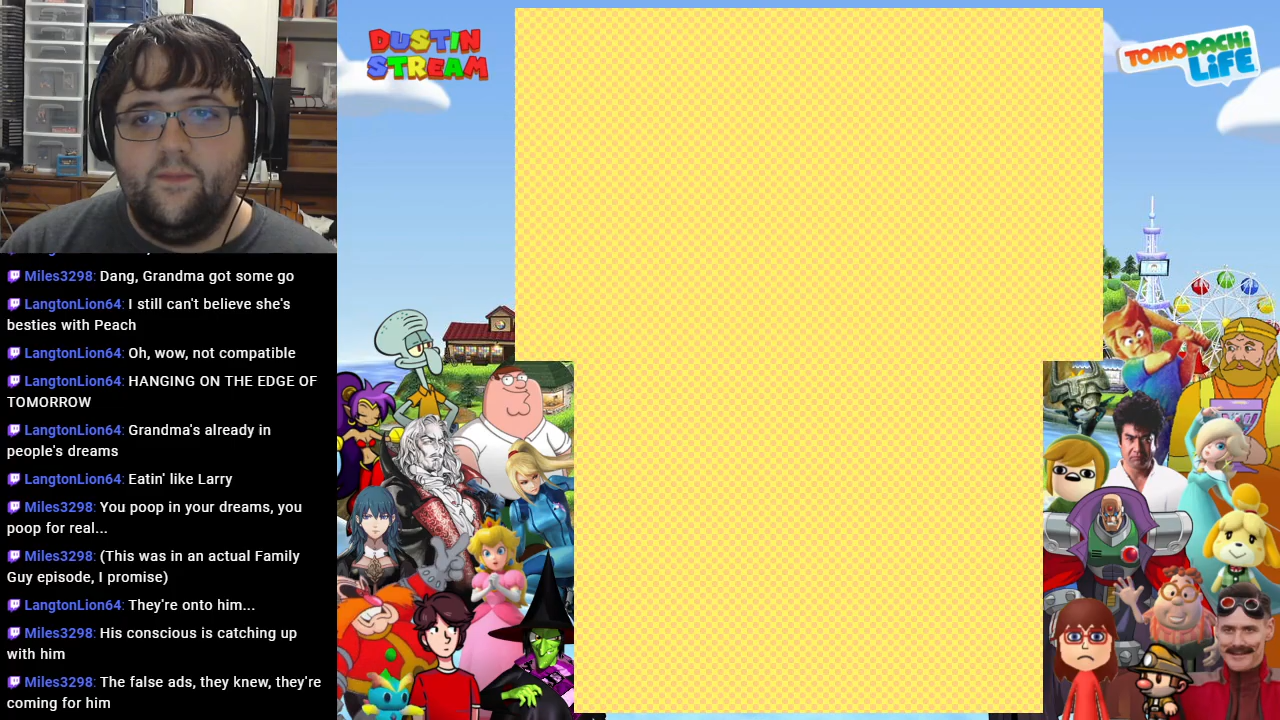 DUSTIN
STREAM
TOMODACHI
LiFE
Miles3298: Dang, Grandma got some go
LangtonLion64: I still can't believe she's
besties with Peach
LangtonLion64: Oh, wow, not compatible
LangtonLion64: HANGING ON THE EDGE OF
TOMORROW
LangtonLion64: Grandma's already in
people's dreams
LangtonLion64: Eatin' like Larry
Miles3298: You poop in your dreams, you
poop for real...
Miles3298: (This was in an actual Family
Guy episode, I promise)
LangtonLion64: They're onto him...
Miles3298: His conscious is catching up
with him
Miles3298: The false ads, they knew, they're
coming for him